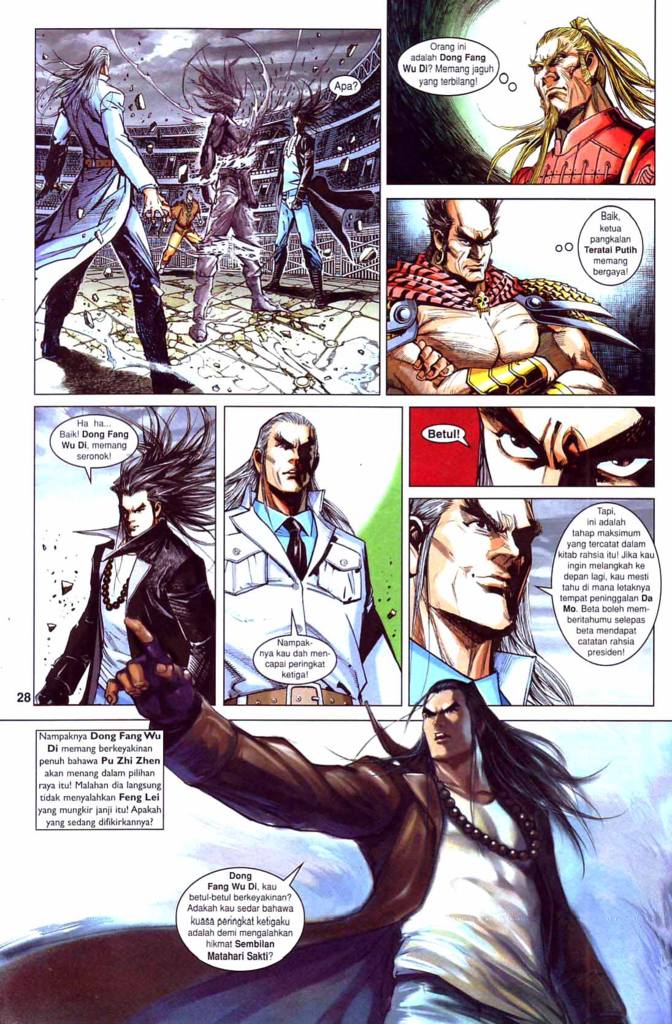 Apa?
Orang ini
adalah Dong Fang
Wu Di? Memang jaguh
yang terbilang!
Baik,
ketua
pangkalan
Teratai Putih
memang
bergaya!
Ha ha...
Baik! Dong Fang
Wu Di, memang
seronok!
Nampak-
nya kau dah men-
capai peringkat
ketiga!
Betul!
Tapi,
ini adalah
tahap maksimum
yang tercatat dalam
kitab rahsia itu! Jika kau
ingin melangkah ke
depan lagi, kau mesti
tahu di mana letaknya
tempat peninggalan Da
Mo. Beta boleh mem-
beritahumu selepas
beta mendapat
catatan rahsia
presiden!
28
Nampaknya Dong Fang Wu
Di memang berkeyakinan
penuh bahawa Pu Zhi Zhen
akan menang dalam pilihan
raya itu! Malahan dia langsung
tidak menyalahkan Feng Lei
yang mungkir janji itu! Apakah
yang sedang difikirkannya?
Dong
Fang Wu Di, kau
betul-betul berkeyakinan?
Adakah kau sedar bahawa
kuasa peringkat ketigaku
adalah demi mengalahkan
hikmat Sembilan
Matahari Sakti?